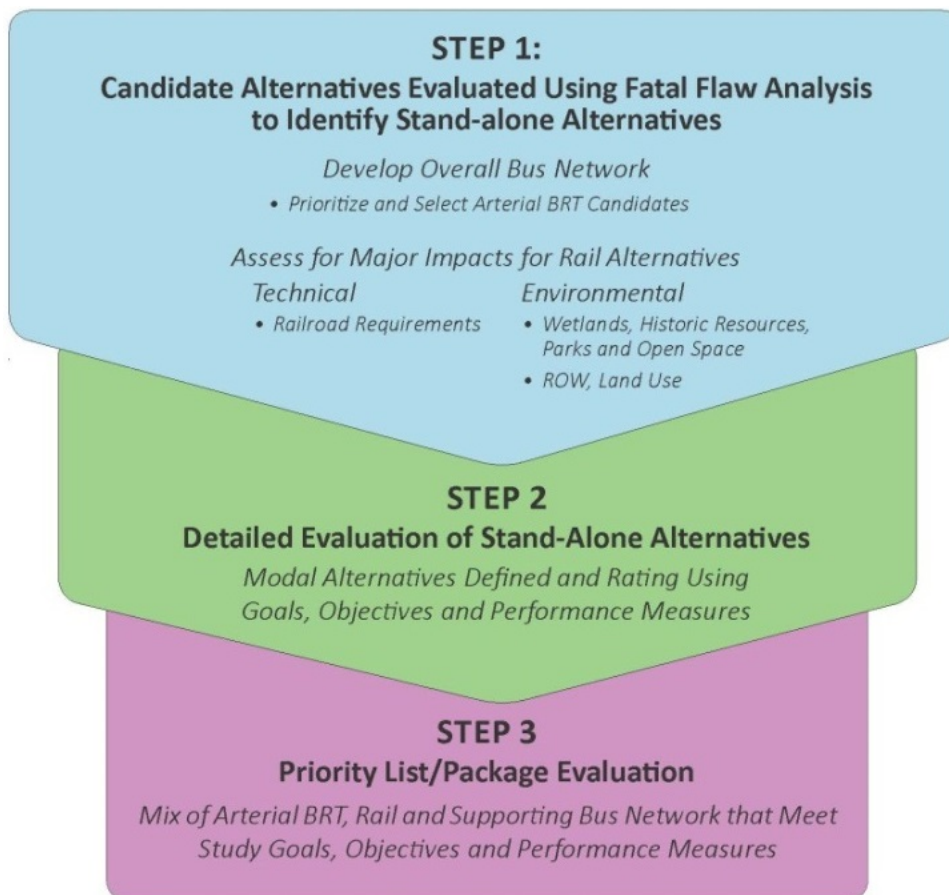 STEP 1:
Candidate Alternatives Evaluated Using Fatal Flaw Analysis
to Identify Stand-alone Alternatives
Develop Overall Bus Network
• Prioritize and Select Arterial BRT Candidates
Assess for Major Impacts for Rail Alternatives
Technical
• Railroad Requirements
Environmental
• Wetlands, Historic Resources,
Parks and Open Space
• ROW, Land Use
STEP 2
Detailed Evaluation of Stand-Alone Alternatives
Modal Alternatives Defined and Rating Using
Goals, Objectives and Performance Measures
STEP 3
Priority List/Package Evaluation
Mix of Arterial BRT, Rail and Supporting Bus Network that Meet
Study Goals, Objectives and Performance Measures